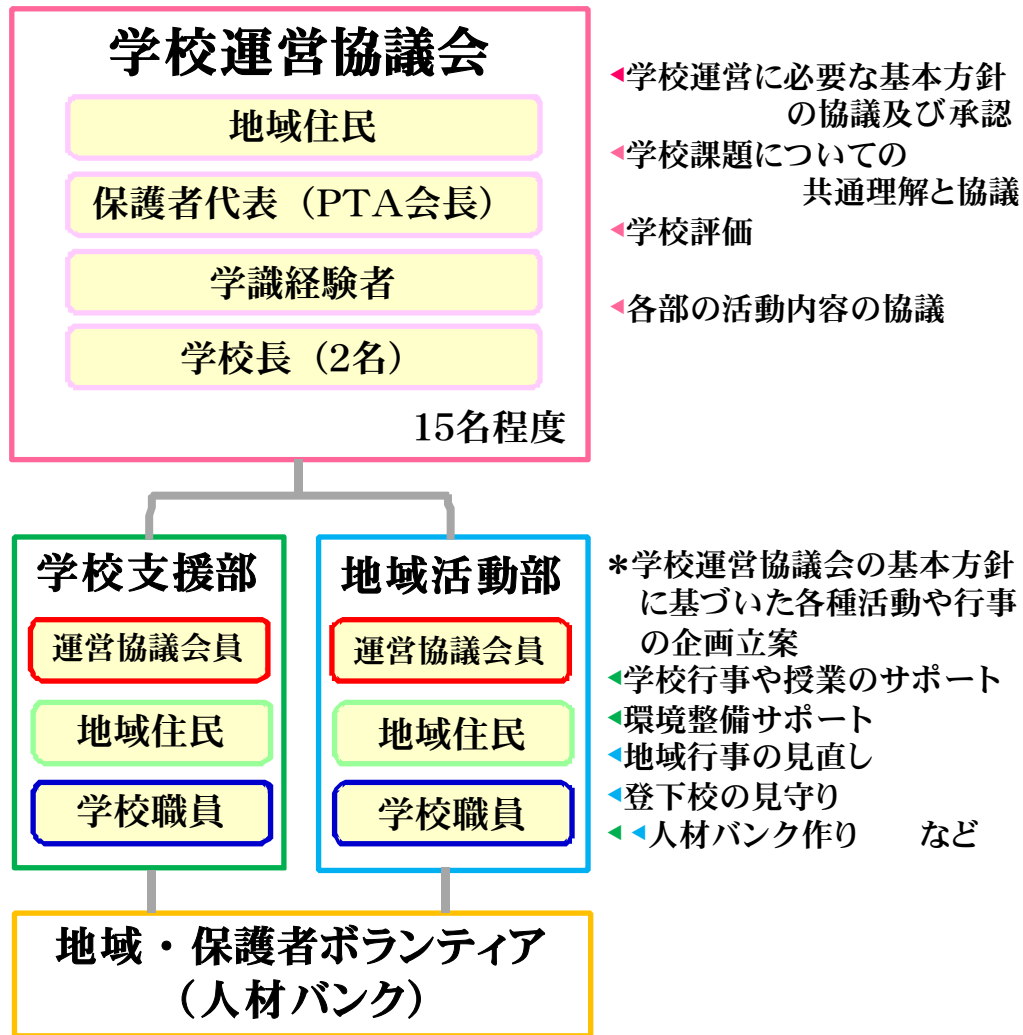 学校運営協議会
地域住民
保護者代表（PTA会長）
学識経験者
学校長（2名）
15名程度
◀学校運営に必要な基本方針
の協議及び承認
◀学校課題についての
共通理解と協議
◀学校評価
◀各部の活動内容の協議
学校支援部
運営協議会員
地域住民
学校職員
地域活動部
運営協議会員
地域住民
学校職員
＊学校運営協議会の基本方針
に基づいた各種活動や行事
の企画立案
◀学校行事や授業のサポート
◀環境整備サポート
◀地域行事の見直し
◀登下校の見守り
◀◀人材バンク作り　　など
地域・保護者ボランティア
（人材バンク）